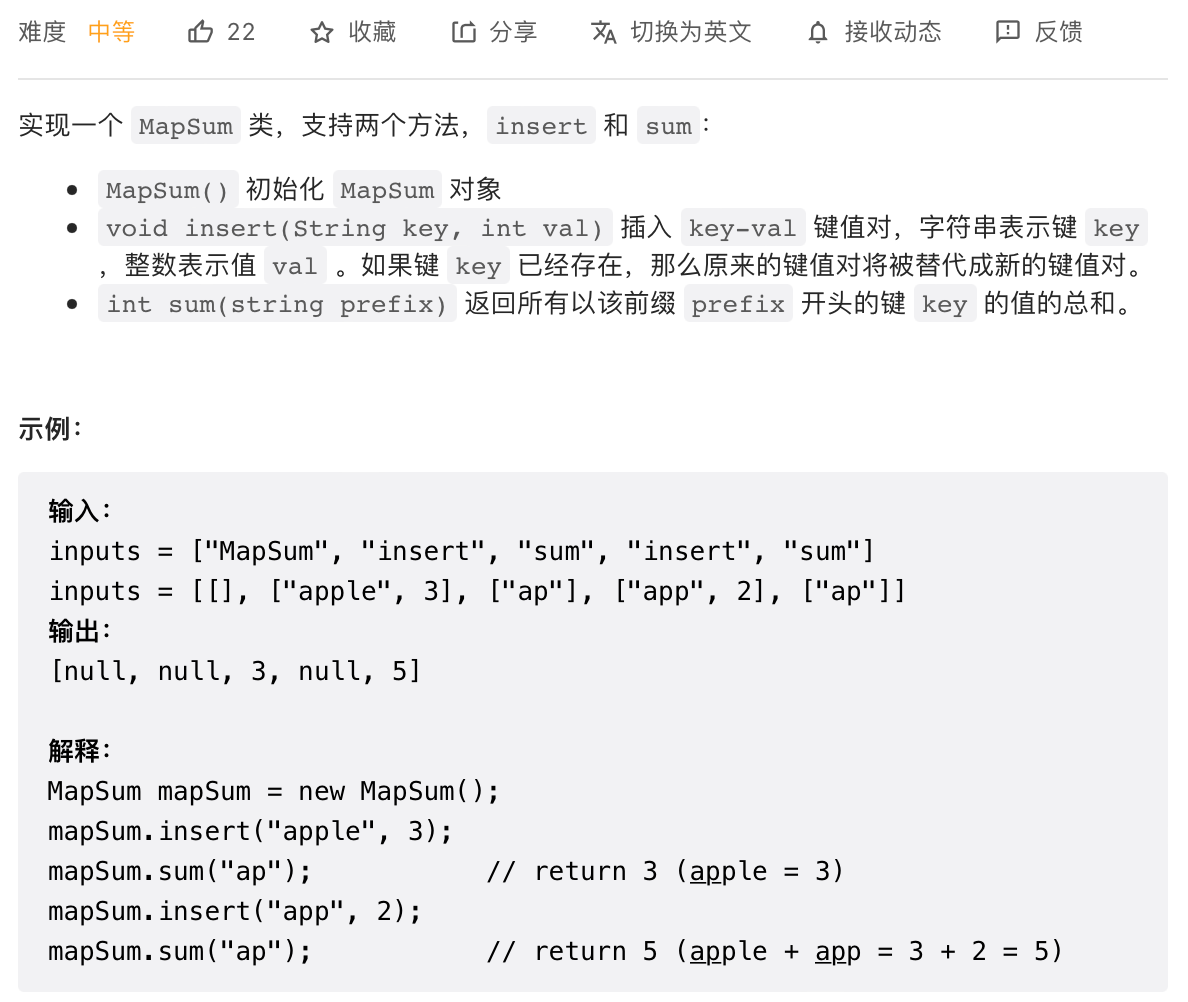 难度 中等 22 收藏 分享 切换为英文 接收动态 反馈
实现一个 MapSum 类，支持两个方法，insert 和 sum：
MapSum() 初始化 MapSum 对象
void insert(String key, int val) 插入 key-val 键值对，字符串表示键 key
，整数表示值 val 。如果键 key 已经存在，那么原来的键值对将被替代成新的键值对。
int sum(string prefix) 返回所有以该前缀 prefix 开头的键 key 的值的总和。
示例：
输入：
inputs = ["MapSum", "insert", "sum", "insert", "sum"]
inputs = [[], ["apple", 3], ["ap"], ["app", 2], ["ap"]]
输出：
[null, null, 3, null, 5]
解释：
MapSum mapSum = new MapSum();
mapSum.insert("apple", 3);
mapSum.sum("ap");           // return 3 (apple = 3)
mapSum.insert("app", 2);
mapSum.sum("ap");           // return 5 (apple + app = 3 + 2 = 5)